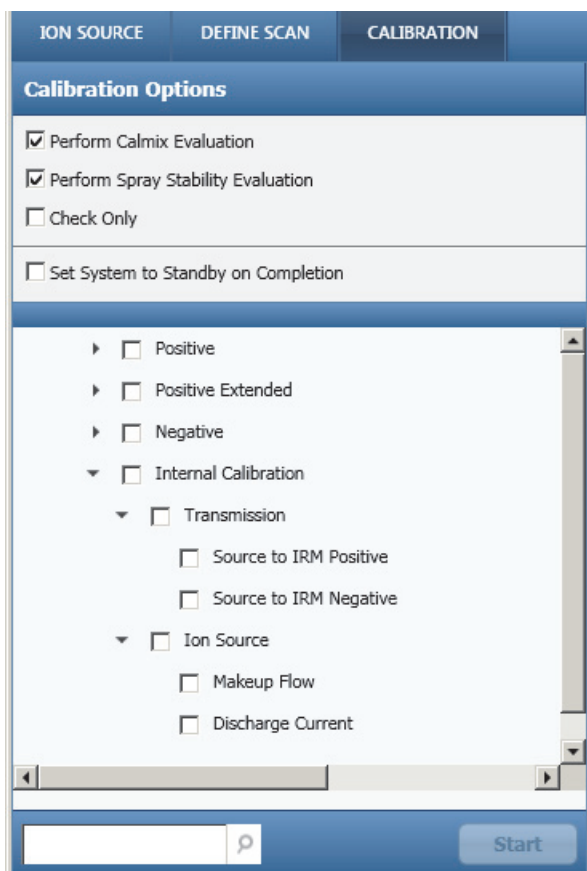 ION SOURCE DEFINE SCAN CALIBRATION
Calibration Options
Perform Calmix Evaluation
Perform Spray Stability Evaluation
Check Only
Set System to Standby on Completion
Positive
Positive Extended
Negative
Internal Calibration
Transmission
Source to IRM Positive
Source to IRM Negative
Ion Source
Makeup Flow
Discharge Current
Start